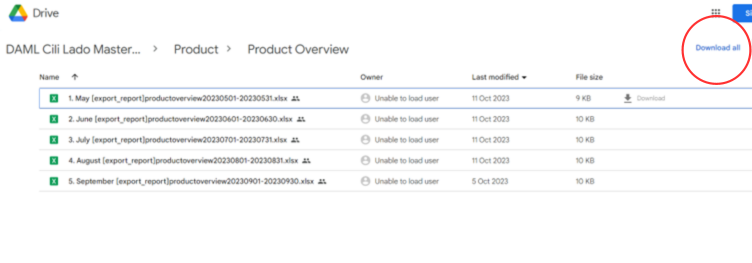 Drive
DAML Cili Lado Master... > Product > Product Overview
Download all
Name Owner Last modified File size
1. May [export_report]productoverview20230501-20230531.xlsx Unable to load user 11 Oct 2023 9 KB Download
2. June [export_report]productoverview20230601-20230630.xlsx Unable to load user 11 Oct 2023 10 KB
3. July [export_report]productoverview20230701-20230731.xlsx Unable to load user 11 Oct 2023 10 KB
4. August [export_report]productoverview20230801-20230831.xlsx Unable to load user 11 Oct 2023 10 KB
5. September [export_report]productoverview20230901-20230930.xlsx Unable to load user 5 Oct 2023 10 KB